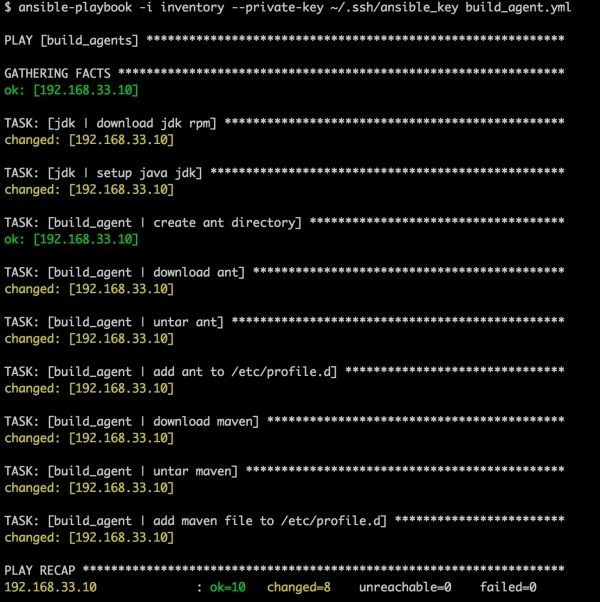 $ ansible-playbook -i inventory --private-key ~/.ssh/ansible_key build_agent.yml
PLAY [build_agents] ***********************************************************
GATHERING FACTS ***************************************************************
ok: [192.168.33.10]
TASK: [jdk | download jdk rpm] ************************************************
changed: [192.168.33.10]
TASK: [jdk | setup java jdk] **************************************************
changed: [192.168.33.10]
TASK: [build_agent | create ant directory] ************************************
ok: [192.168.33.10]
TASK: [build_agent | download ant] ********************************************
changed: [192.168.33.10]
TASK: [build_agent | untar ant] ***********************************************
changed: [192.168.33.10]
TASK: [build_agent | add ant to /etc/profile.d] *******************************
changed: [192.168.33.10]
TASK: [build_agent | download maven] ******************************************
changed: [192.168.33.10]
TASK: [build_agent | untar maven] *********************************************
changed: [192.168.33.10]
TASK: [build_agent | add maven file to /etc/profile.d] ************************
changed: [192.168.33.10]
PLAY RECAP ********************************************************************
192.168.33.10 : ok=10 changed=8 unreachable=0 failed=0